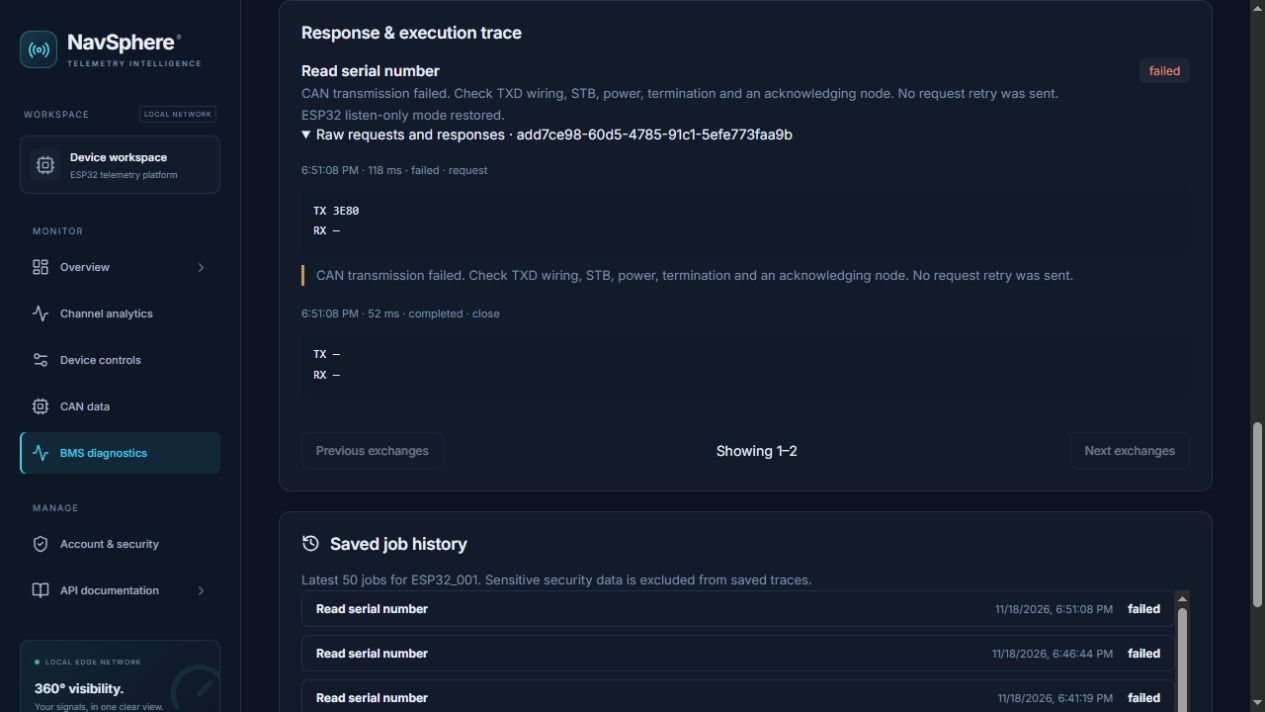 NavSphere°
TELEMETRY INTELLIGENCE
WORKSPACE
LOCAL NETWORK
Device workspace
ESP32 telemetry platform
MONITOR
Overview
Channel analytics
Device controls
CAN data
BMS diagnostics
MANAGE
Account & security
API documentation
LOCAL EDGE NETWORK
360° visibility.
Your signals, in one clear view.
Response & execution trace
Read serial number
failed
CAN transmission failed. Check TXD wiring, STB, power, termination and an acknowledging node. No request retry was sent.
ESP32 listen-only mode restored.
▼ Raw requests and responses · add7ce98-60d5-4785-91c1-5efe773faa9b
6:51:08 PM · 118 ms · failed · request
TX 3E80
RX —
CAN transmission failed. Check TXD wiring, STB, power, termination and an acknowledging node. No request retry was sent.
6:51:08 PM · 52 ms · completed · close
TX —
RX —
Previous exchanges
Showing 1–2
Next exchanges
Saved job history
Latest 50 jobs for ESP32_001. Sensitive security data is excluded from saved traces.
Read serial number 11/18/2026, 6:51:08 PM failed
Read serial number 11/18/2026, 6:46:44 PM failed
Read serial number 11/18/2026, 6:41:19 PM failed